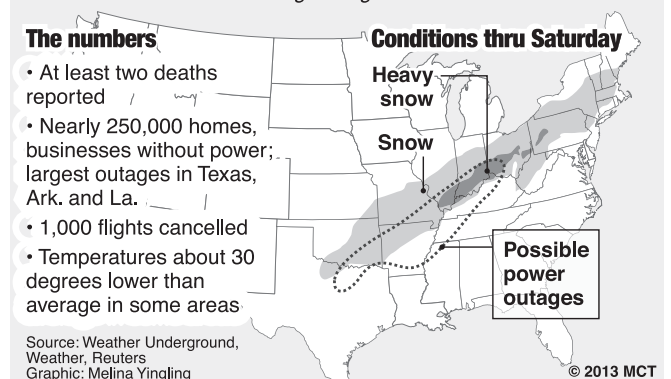 The numbers
• At least two deaths
reported
• Nearly 250,000 homes,
businesses without power;
largest outages in Texas,
Ark. and La.
• 1,000 flights cancelled
• Temperatures about 30
degrees lower than
average in some areas
Source: Weather Underground,
Weather, Reuters
Graphic: Melina Yingling
Conditions thru Saturday
Heavy
snow
Snow
Possible
power
outages
© 2013 MCT